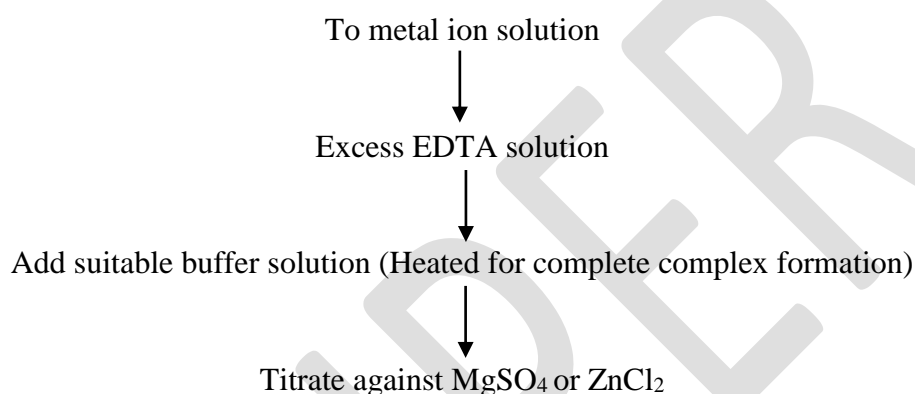 To metal ion solution
Excess EDTA solution
Add suitable buffer solution (Heated for complete complex formation)
Titrate against MgSO₄ or ZnCl₂